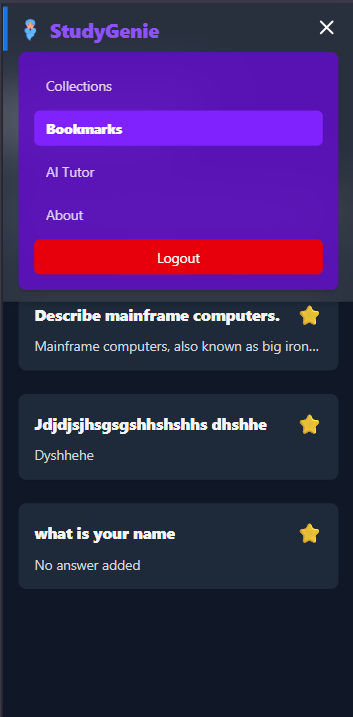 StudyGenie
Collections
Bookmarks
AI Tutor
About
Logout
Describe mainframe computers.
Mainframe computers, also known as big iron...
Jdjdjsjhsgsgshhshshhs dhshhe
Dyshhehe
what is your name
No answer added